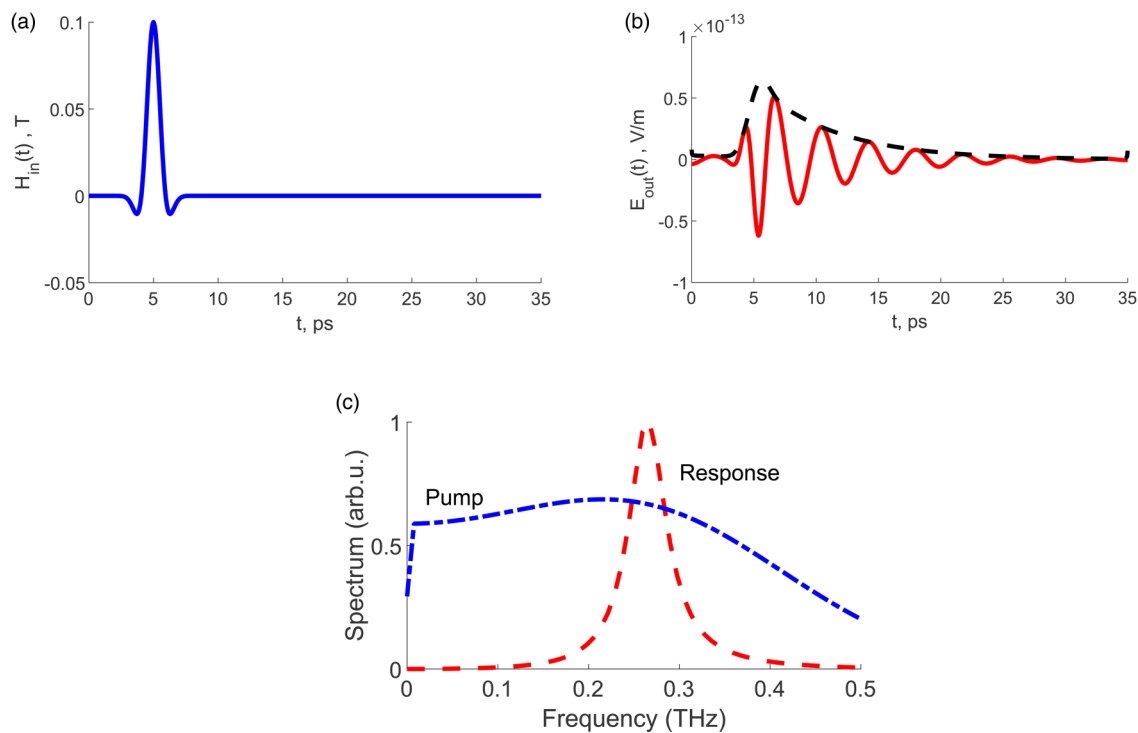 (a)
0.1
0.05
0
-0.05
H_in(t) , T
0 5 10 15 20 25 30 35
t, ps
(b)
×10^-13
1
0.5
0
-0.5
-1
E_out(t) , V/m
0 5 10 15 20 25 30 35
t, ps
(c)
1
0.5
0
Spectrum (arb.u.)
Pump
Response
0 0.1 0.2 0.3 0.4 0.5
Frequency (THz)